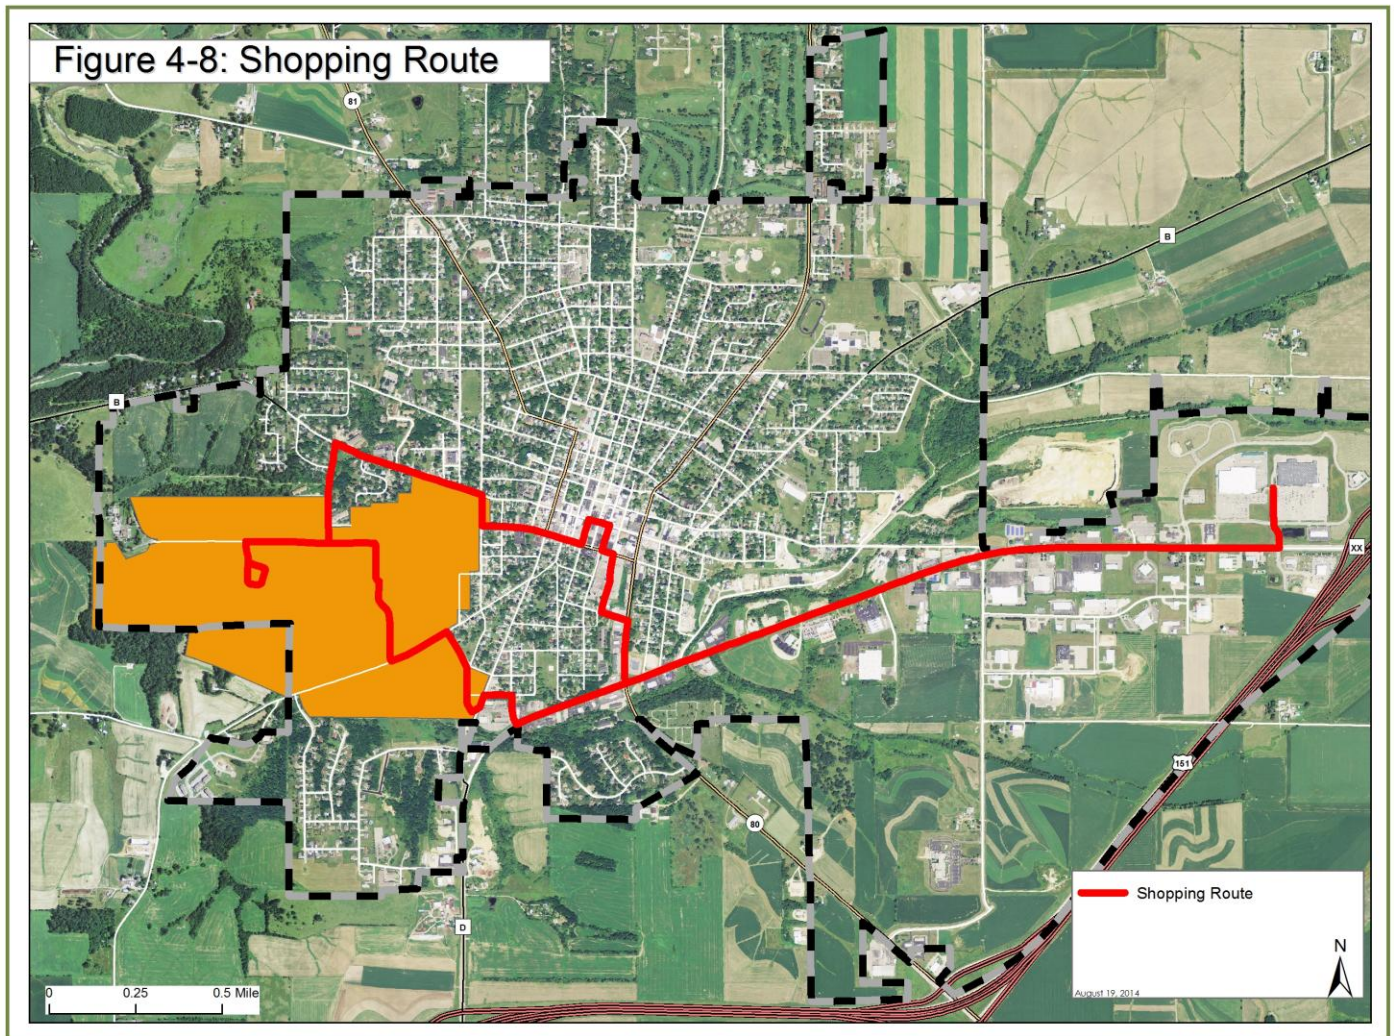 Figure 4-8: Shopping Route
81
B
B
XX
151
80
D
Shopping Route
N
August 19, 2014
0 0.25 0.5 Mile